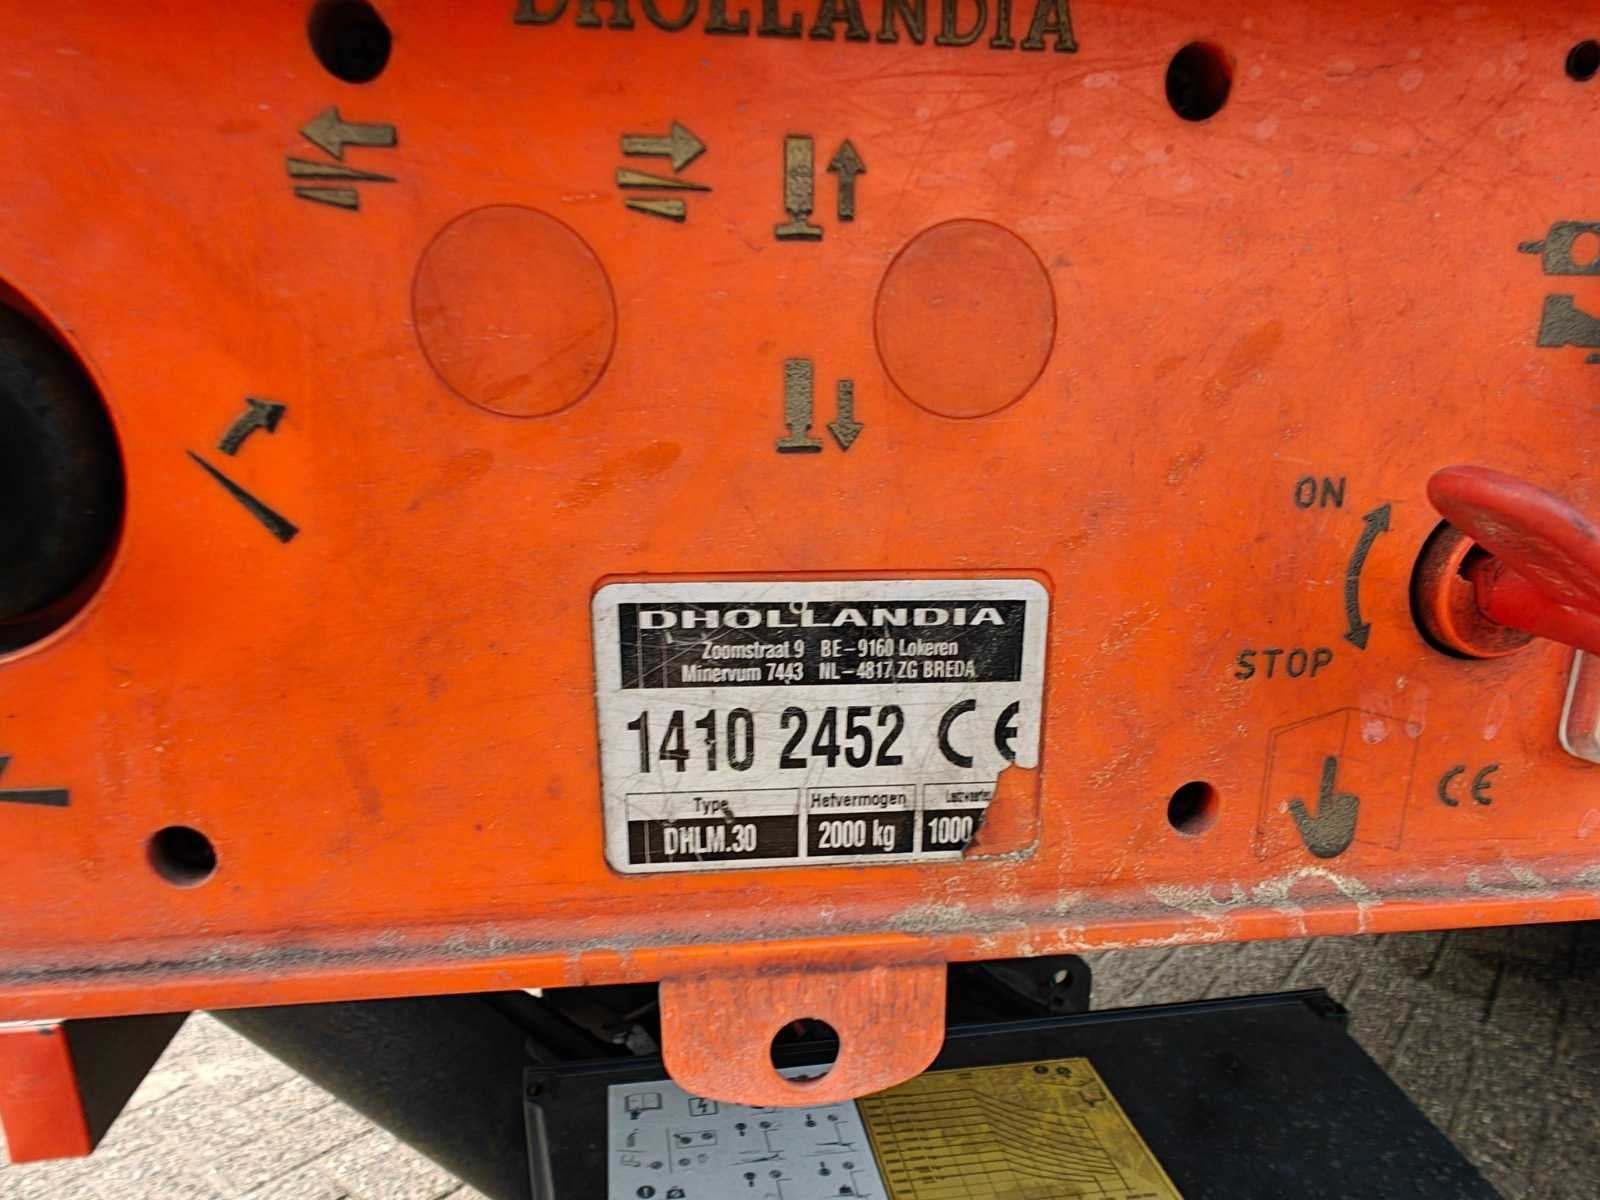 DHOLLANDIA
ON
STOP
DHOLLANDIA
Zoomstraat 9 BE-9160 Lokeren
Minervum 7443 NL-4817 ZG BREDA
1410 2452 CE
Type Hefvermogen
DHLM.30 2000 kg 1000
CE